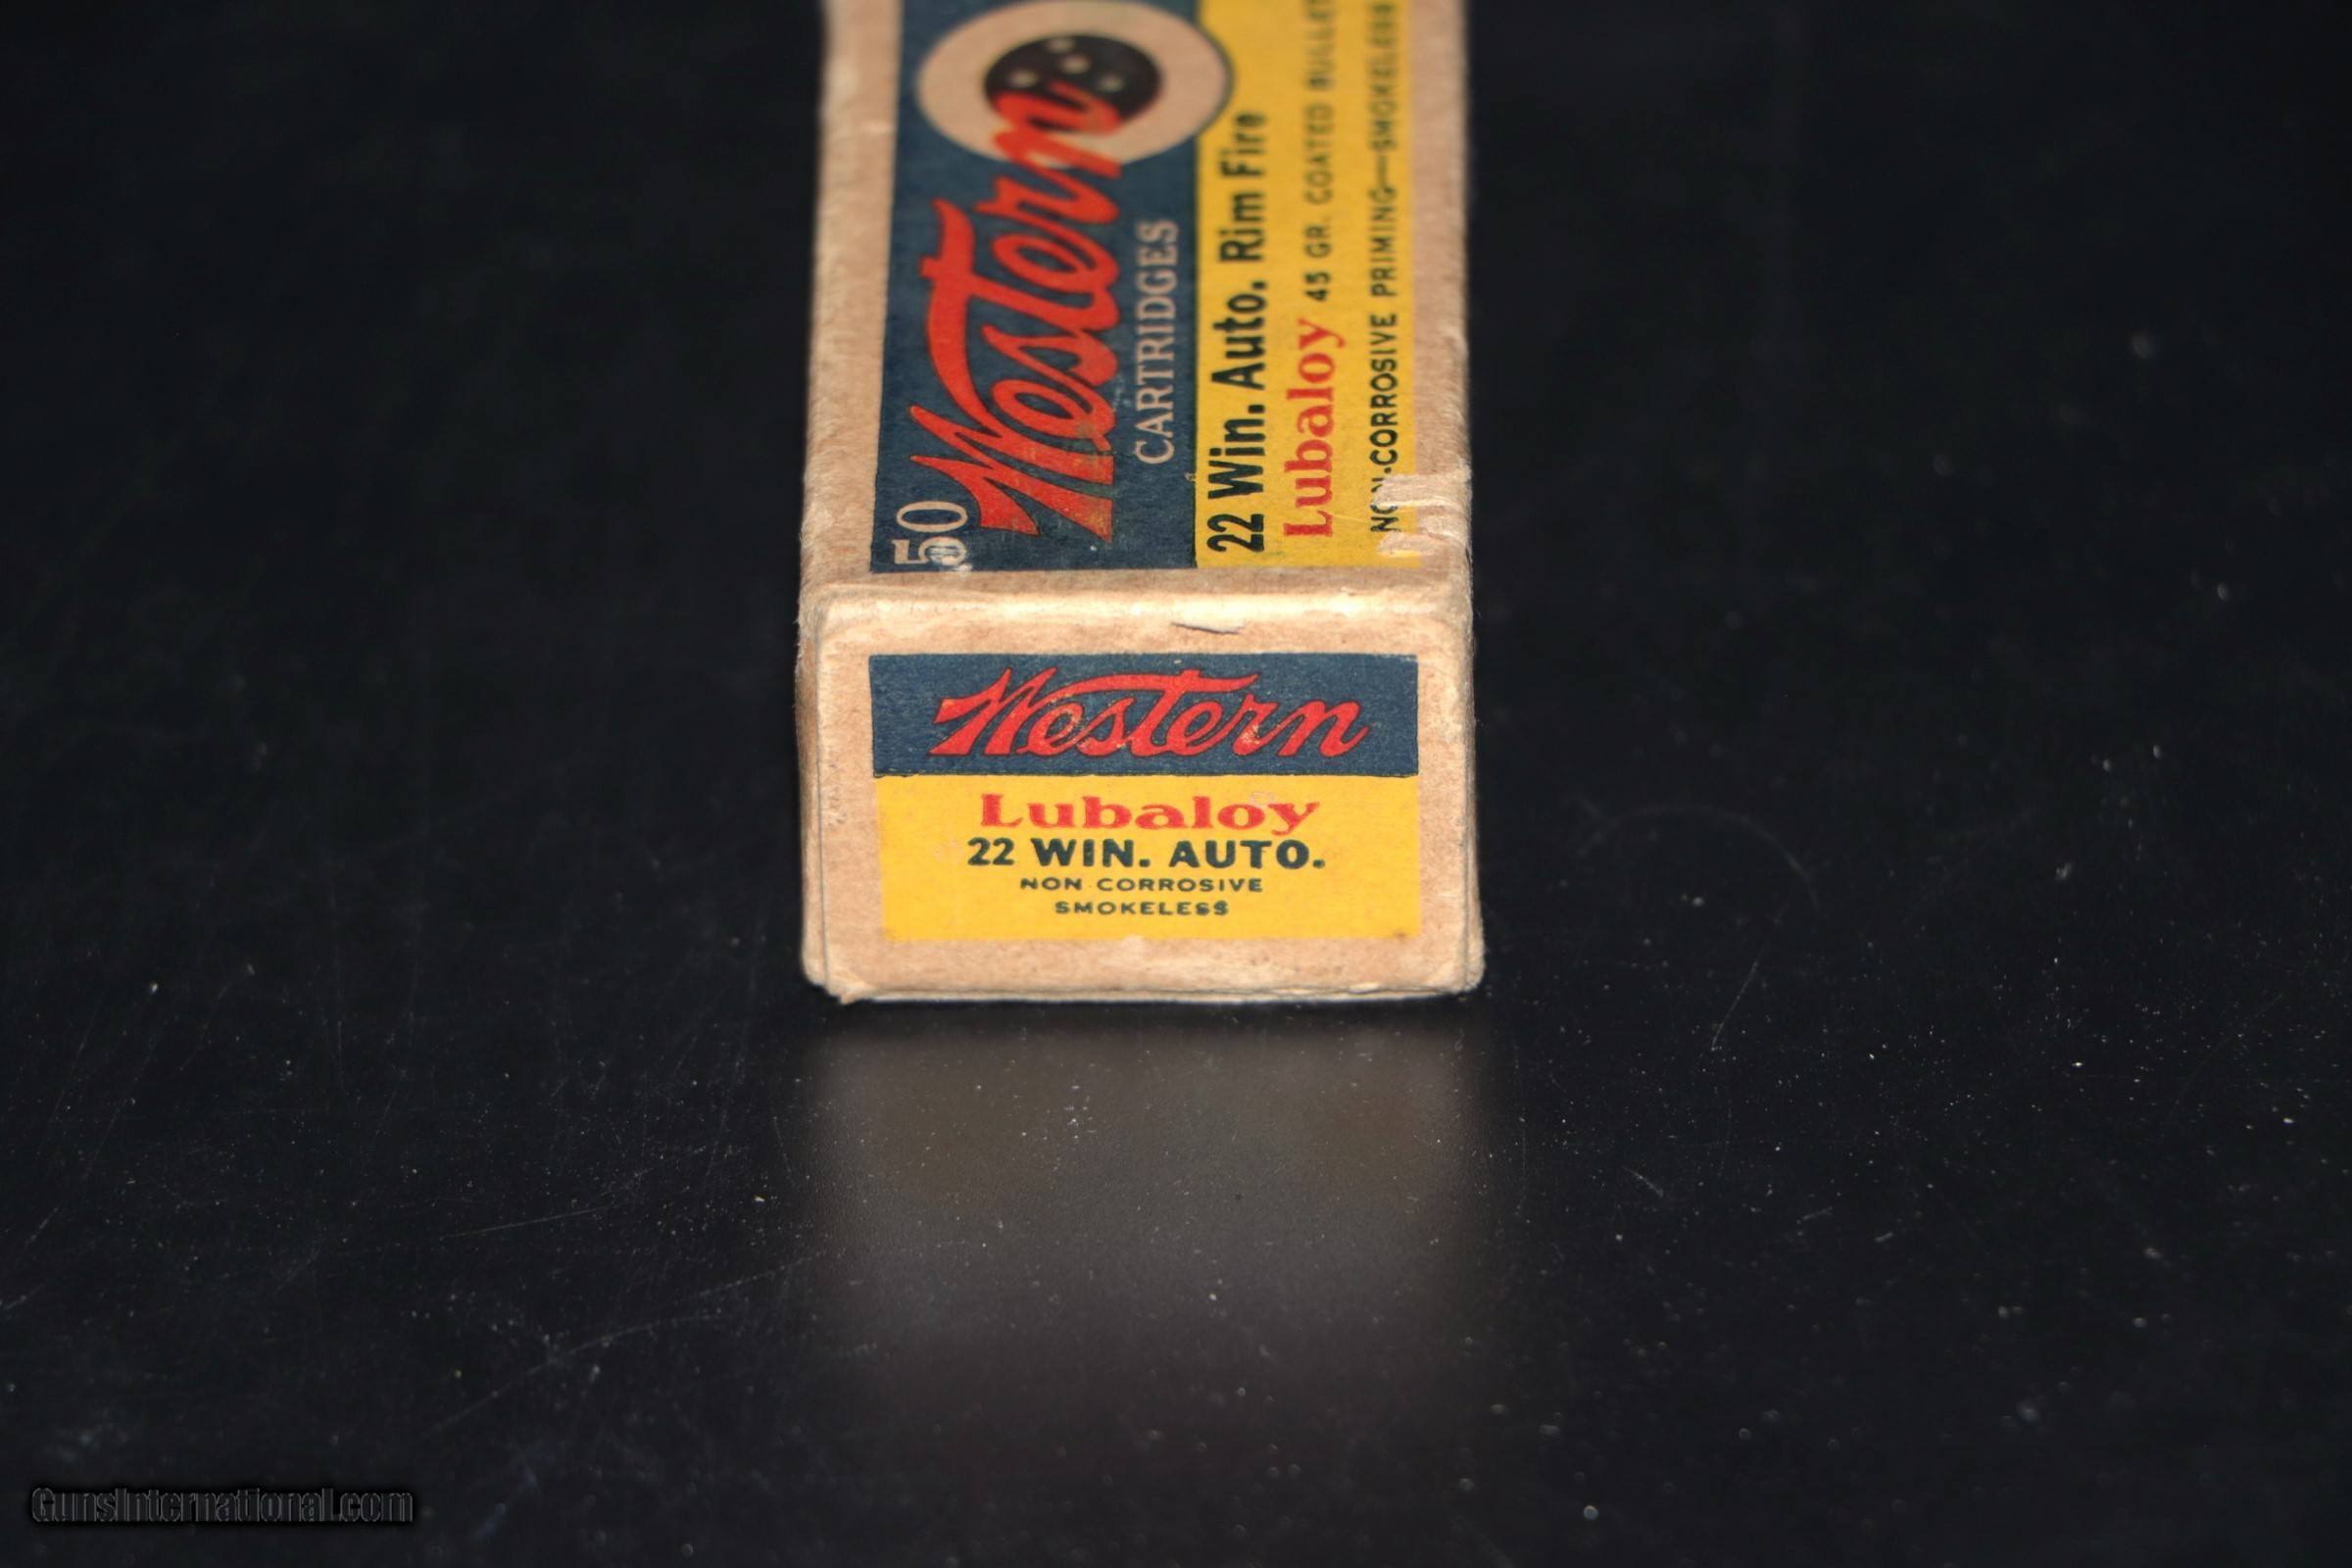 50
Western
CARTRIDGES
22 Win. Auto. Rim Fire
Lubaloy 45 GR. COATED BULLET
NON-CORROSIVE PRIMING—SMOKELESS
Western
Lubaloy
22 WIN. AUTO.
NON CORROSIVE
SMOKELESS
GunsInternational.com